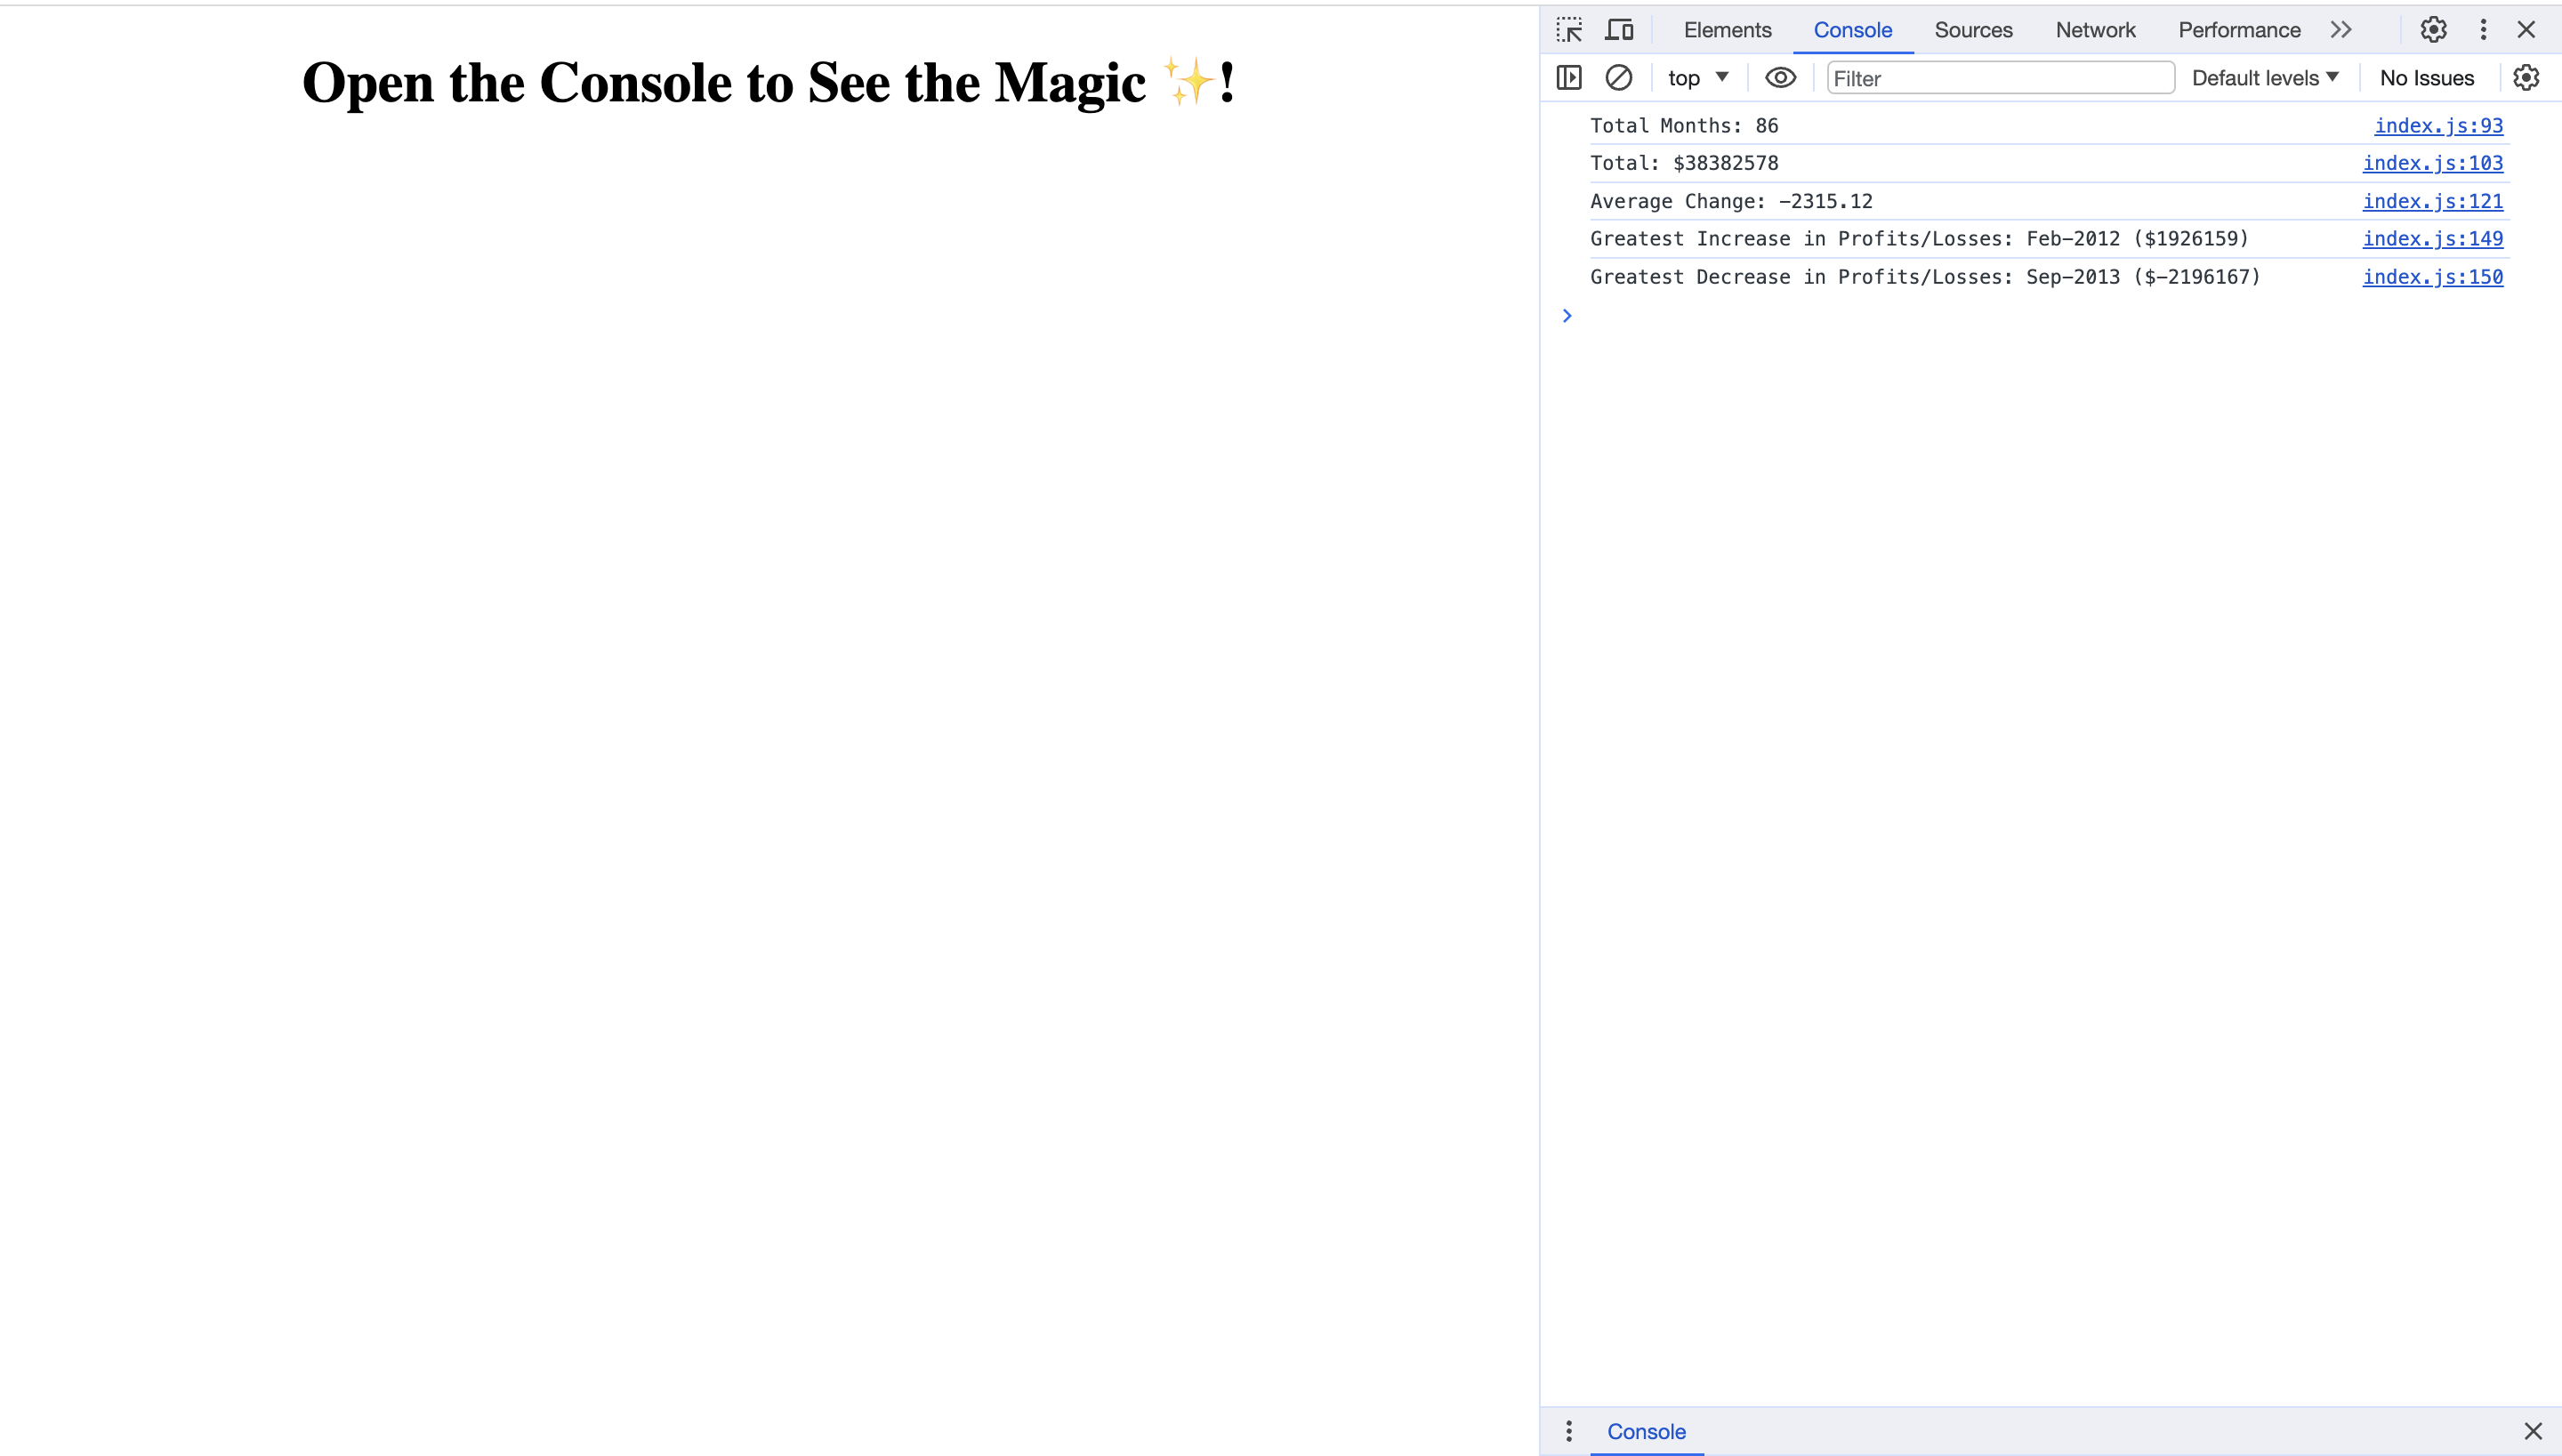 Open the Console to See the Magic ✨!
Elements Console Sources Network Performance
top Filter Default levels No Issues
Total Months: 86 index.js:93
Total: $38382578 index.js:103
Average Change: -2315.12 index.js:121
Greatest Increase in Profits/Losses: Feb-2012 ($1926159) index.js:149
Greatest Decrease in Profits/Losses: Sep-2013 ($-2196167) index.js:150
Console